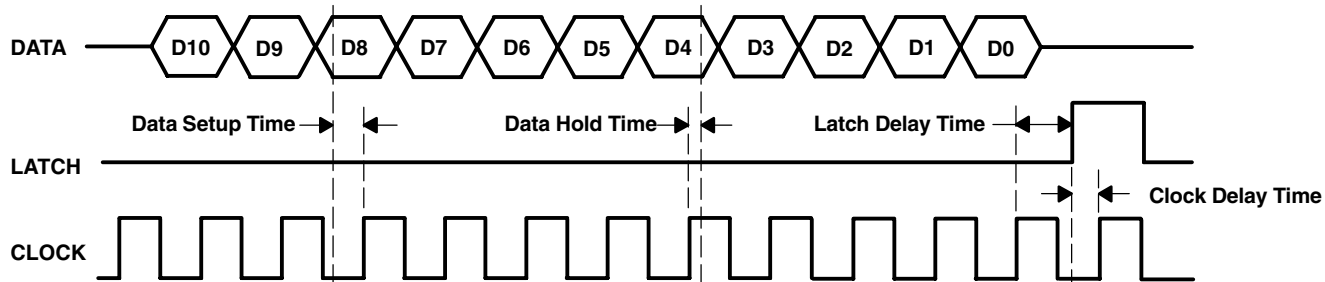 DATA D10 D9 D8 D7 D6 D5 D4 D3 D2 D1 D0
Data Setup Time Data Hold Time Latch Delay Time
LATCH
Clock Delay Time
CLOCK